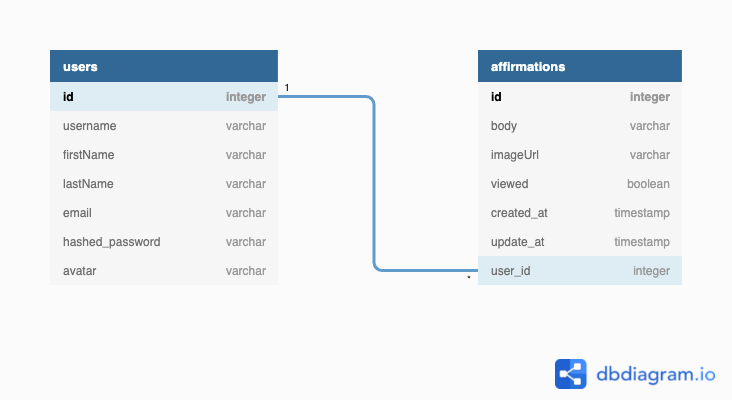 users
id integer
username varchar
firstName varchar
lastName varchar
email varchar
hashed_password varchar
avatar varchar
1
*
affirmations
id integer
body varchar
imageUrl varchar
viewed boolean
created_at timestamp
update_at timestamp
user_id integer
dbdiagram.io